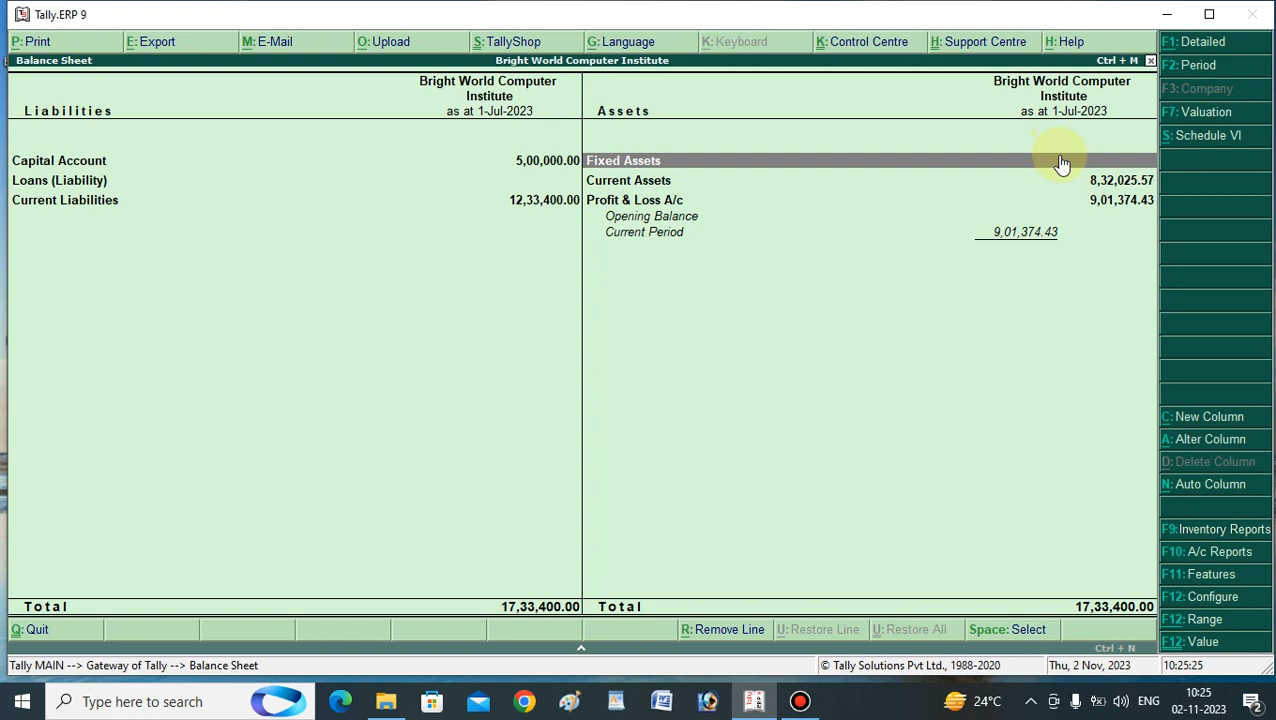 Tally.ERP 9
P: Print
E: Export
M: E-Mail
O: Upload
S: TallyShop
G: Language
K: Keyboard
K: Control Centre
H: Support Centre
H: Help
Balance Sheet
Bright World Computer Institute
Ctrl + M
Liabilities
Bright World Computer
Institute
as at 1-Jul-2023
Assets
Bright World Computer
Institute
as at 1-Jul-2023
Capital Account 5,00,000.00
Loans (Liability)
Current Liabilities 12,33,400.00
Fixed Assets
Current Assets 8,32,025.57
Profit & Loss A/c 9,01,374.43
Opening Balance
Current Period 9,01,374.43
Total 17,33,400.00
Total 17,33,400.00
F1: Detailed
F2: Period
F3: Company
F7: Valuation
S: Schedule VI
C: New Column
A: Alter Column
D: Delete Column
N: Auto Column
F9: Inventory Reports
F10: A/c Reports
F11: Features
F12: Configure
F12: Range
F12: Value
Q: Quit
R: Remove Line
U: Restore Line
U: Restore All
Space: Select
Ctrl + N
Tally MAIN --> Gateway of Tally --> Balance Sheet
© Tally Solutions Pvt Ltd., 1988-2020
Thu, 2 Nov, 2023
10:25:25
Type here to search
24°C
ENG
10:25
02-11-2023
2